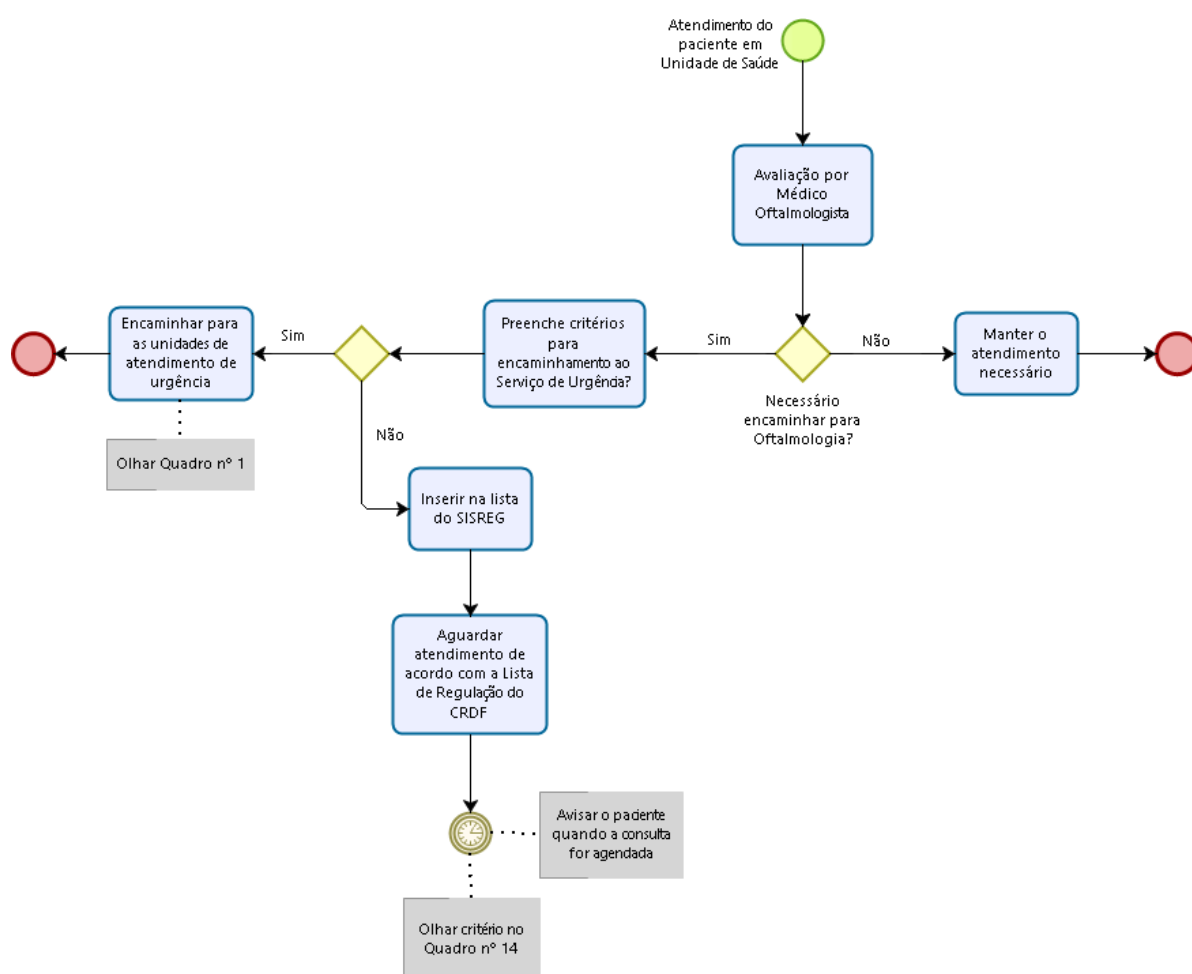 Atendimento do
paciente em
Unidade de Saúde
Avaliação por
Médico
Oftalmologista
Encaminhar para
as unidades de
atendimento de
urgência
Sim
Preenche critérios
para
encaminhamento ao
Serviço de Urgência?
Sim
Não
Manter o
atendimento
necessário
Necessário
encaminhar para
Oftalmologia?
Olhar Quadro nº 1
Não
Inserir na lista
do SISREG
Aguardar
atendimento de
acordo com a Lista
de Regulação do
CRDF
Avisar o paciente
quando a consulta
for agendada
Olhar critério no
Quadro nº 14